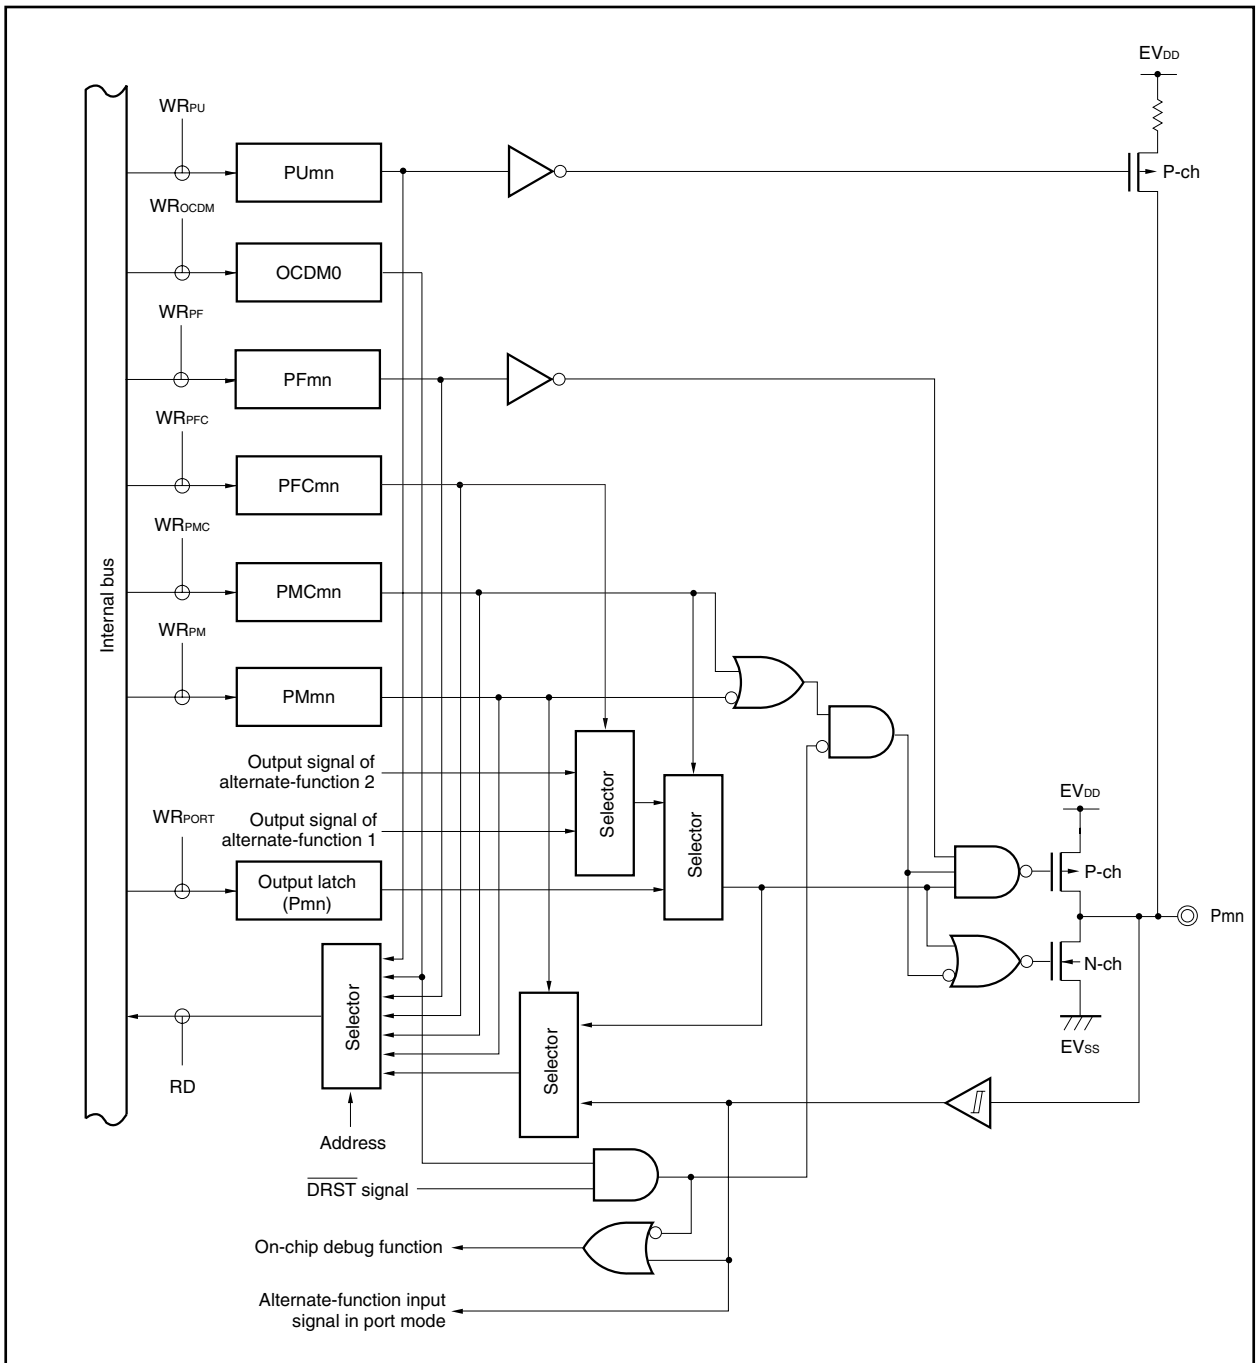 EVDD
WRPU
PUmn
P-ch
WROCDM
OCDM0
WRPF
PFmn
WRPFC
PFCmn
WRPMC
PMCmn
Internal bus
WRPM
PMmn
Output signal of
alternate-function 2
Output signal of
alternate-function 1
Selector
Selector
EVDD
WRPORT
Output latch
(Pmn)
P-ch
Pmn
N-ch
EVSS
Selector
Selector
RD
Address
DRST signal
On-chip debug function
Alternate-function input
signal in port mode